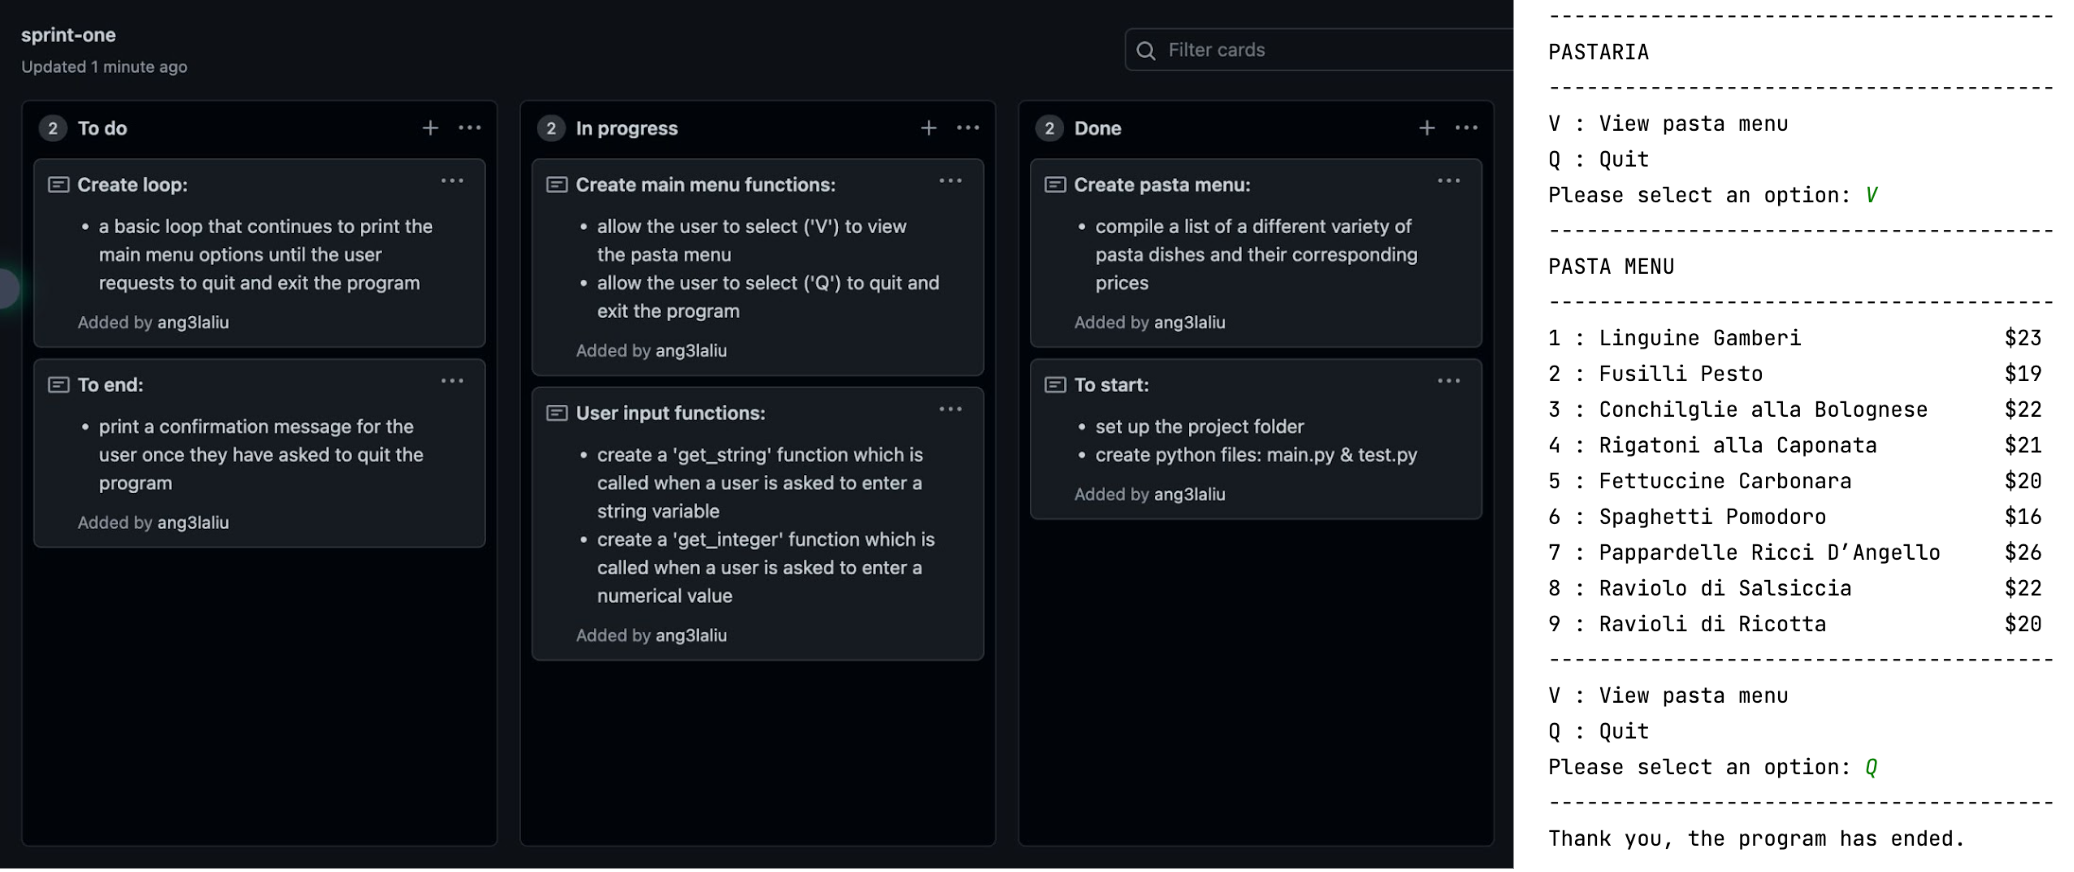 sprint-one
Updated 1 minute ago
Filter cards
2 To do
Create loop:
• a basic loop that continues to print the
main menu options until the user
requests to quit and exit the program
Added by ang3laliu
To end:
• print a confirmation message for the
user once they have asked to quit the
program
Added by ang3laliu
2 In progress
Create main menu functions:
• allow the user to select ('V') to view
the pasta menu
• allow the user to select ('Q') to quit and
exit the program
Added by ang3laliu
User input functions:
• create a 'get_string' function which is
called when a user is asked to enter a
string variable
• create a 'get_integer' function which is
called when a user is asked to enter a
numerical value
Added by ang3laliu
2 Done
Create pasta menu:
• compile a list of a different variety of
pasta dishes and their corresponding
prices
Added by ang3laliu
To start:
• set up the project folder
• create python files: main.py & test.py
Added by ang3laliu
----------------------------------------
PASTARIA
----------------------------------------
V : View pasta menu
Q : Quit
Please select an option: V
----------------------------------------
PASTA MENU
----------------------------------------
1 : Linguine Gamberi $23
2 : Fusilli Pesto $19
3 : Conchilglie alla Bolognese $22
4 : Rigatoni alla Caponata $21
5 : Fettuccine Carbonara $20
6 : Spaghetti Pomodoro $16
7 : Pappardelle Ricci D’Angello $26
8 : Raviolo di Salsiccia $22
9 : Ravioli di Ricotta $20
----------------------------------------
V : View pasta menu
Q : Quit
Please select an option: Q
----------------------------------------
Thank you, the program has ended.